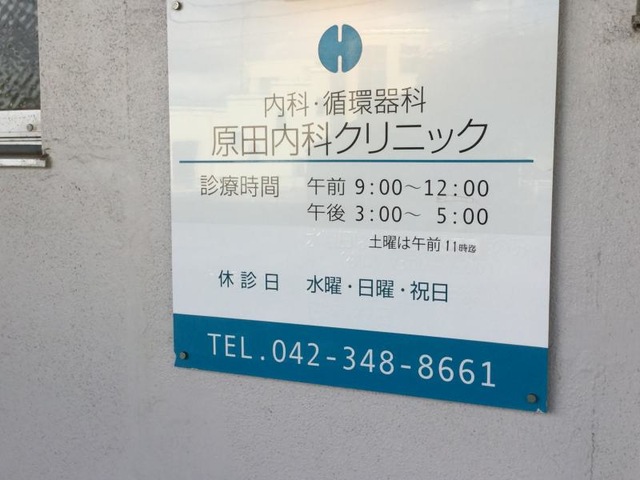 内科・循環器科
原田内科クリニック
診療時間 午前 9:00〜12:00
午後 3:00〜 5:00
土曜は午前11時迄
休診日 水曜・日曜・祝日
TEL.042-348-8661